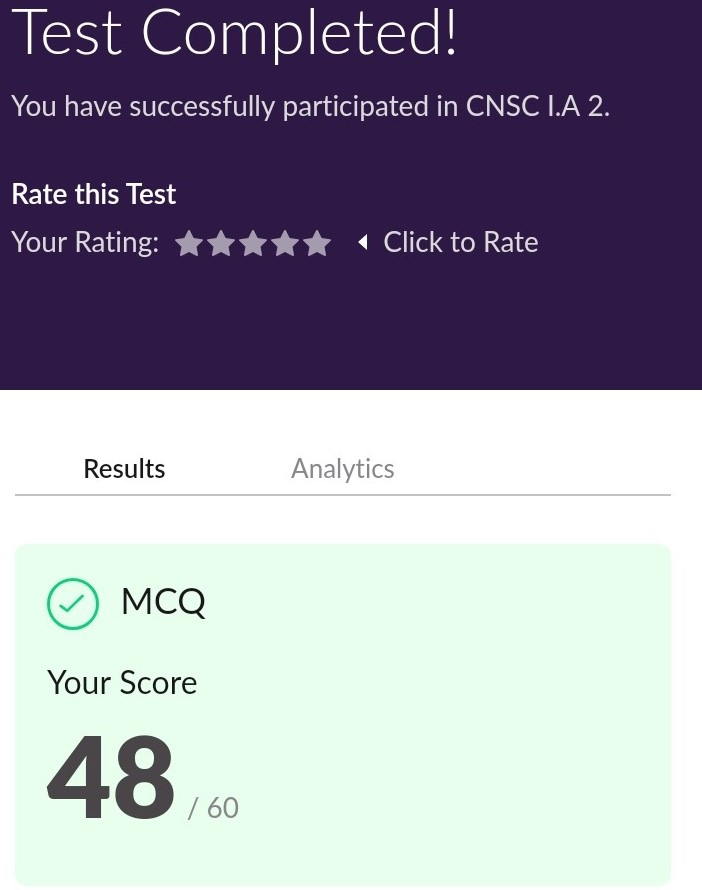 Test Completed!
You have successfully participated in CNSC I.A 2.
Rate this Test
Your Rating: Click to Rate
Results Analytics
MCQ
Your Score
48 / 60